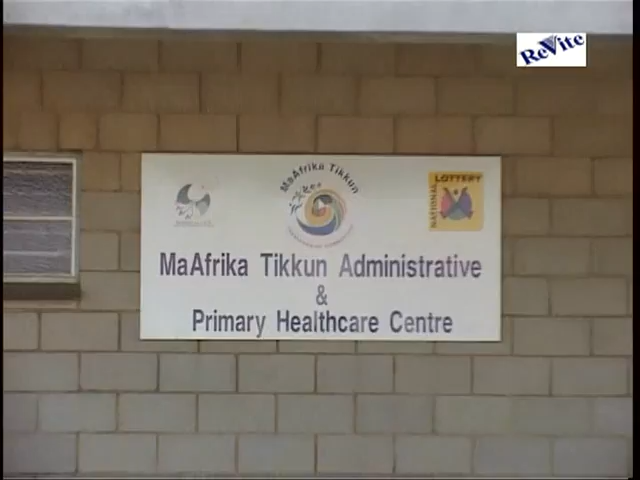 ReVite
MaAfrika Tikkun
NATIONAL
LOTTERY
MaAfrika Tikkun Administrative
&
Primary Healthcare Centre